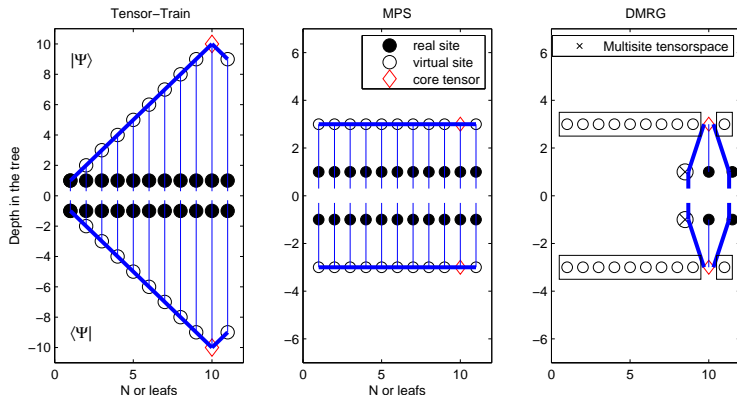 Tensor−Train
MPS
DMRG
Depth in the tree
10
8
6
4
2
0
−2
−4
−6
−8
−10
|Ψ⟩
⟨Ψ|
0
5
10
N or leafs
6
4
2
0
−2
−4
−6
real site
virtual site
core tensor
0
5
10
N or leafs
6
4
2
0
−2
−4
−6
Multisite tensorspace
0
5
10
N or leafs